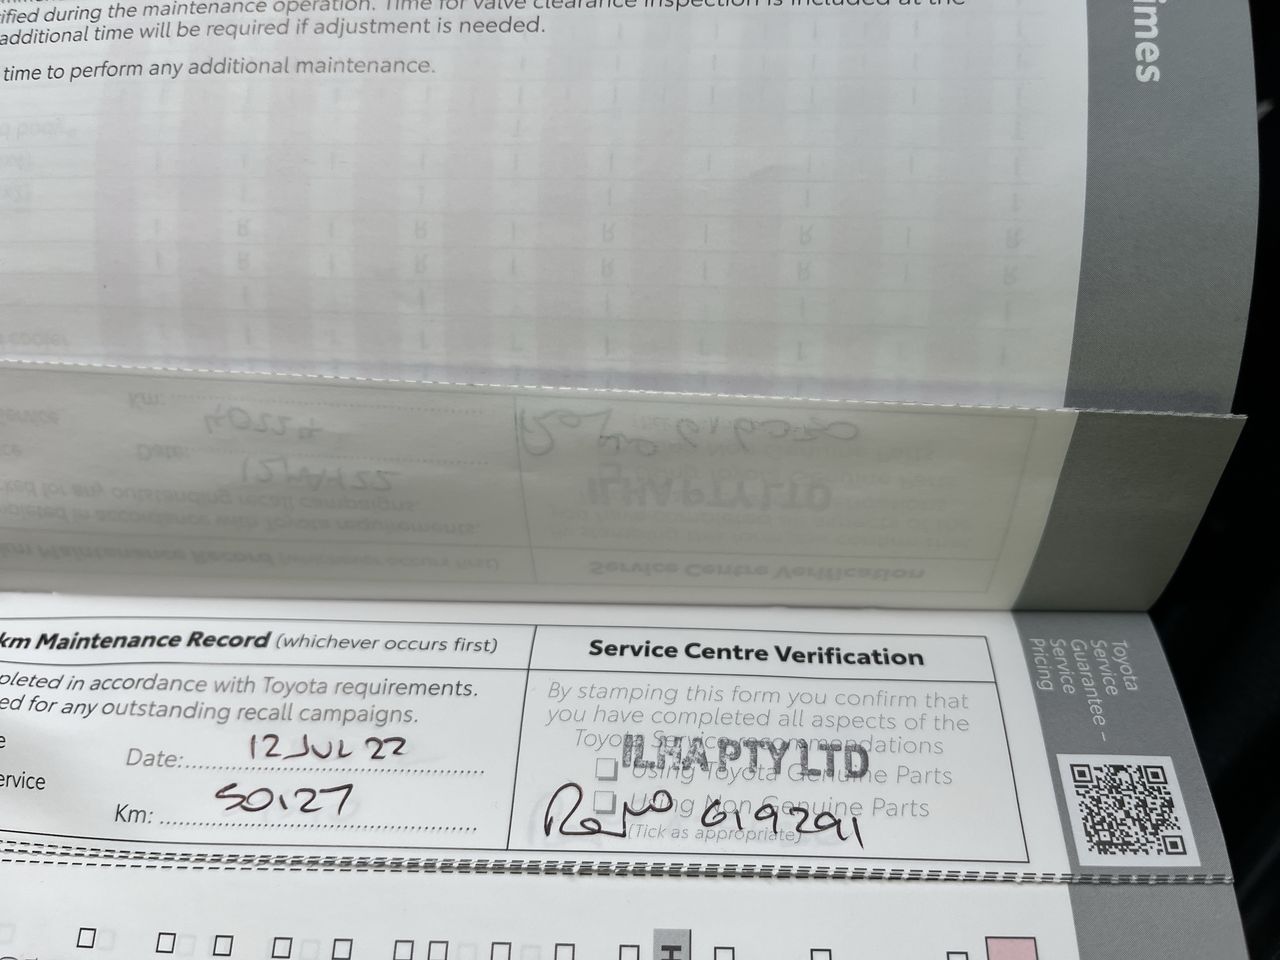 ified during the maintenance operation. Time for valve clearance inspection is included at the
additional time will be required if adjustment is needed.
time to perform any additional maintenance.
imes
km Maintenance Record (whichever occurs first)
pleted in accordance with Toyota requirements.
ed for any outstanding recall campaigns.
e
Date: 12 JUL 22
ervice
Km: 50127
Service Centre Verification
By stamping this form you confirm that
you have completed all aspects of the
Toyota Service recommendations
ILHA PTY LTD
Using Toyota Genuine Parts
Using Non Genuine Parts
(Tick as appropriate)
619291
Toyota
Service
Guarantee –
Service
Pricing
H